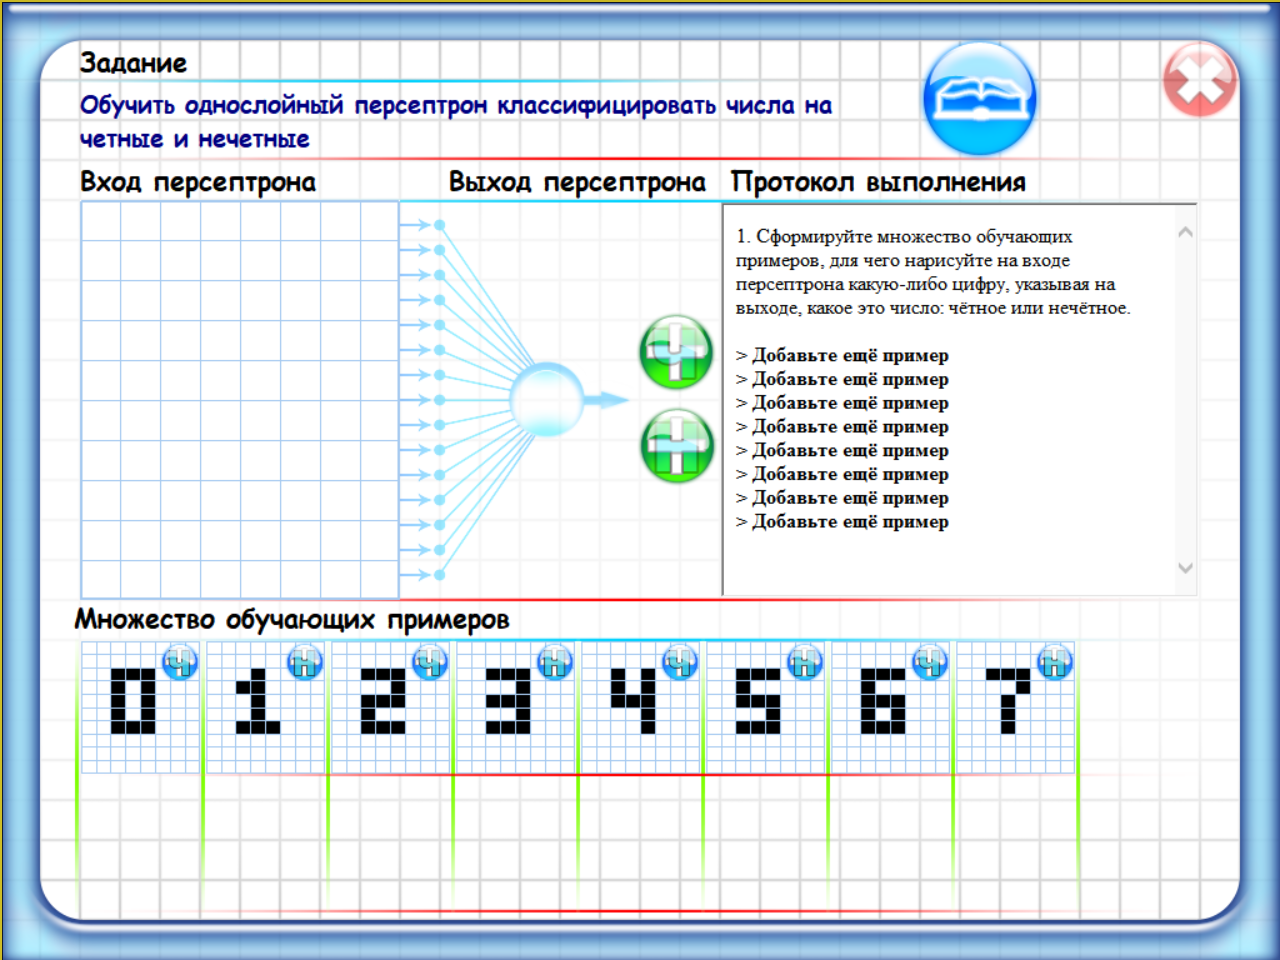 Задание
Обучить однослойный персептрон классифицировать числа на
четные и нечетные
Вход персептрона
Выход персептрона
Протокол выполнения
Ч
Н
1. Сформируйте множество обучающих
примеров, для чего нарисуйте на входе
персептрона какую-либо цифру, указывая на
выходе, какое это число: чётное или нечётное.
> Добавьте ещё пример
> Добавьте ещё пример
> Добавьте ещё пример
> Добавьте ещё пример
> Добавьте ещё пример
> Добавьте ещё пример
> Добавьте ещё пример
> Добавьте ещё пример
Множество обучающих примеров
Ч Н Ч Н Ч Н Ч Н
0 1 2 3 4 5 6 7